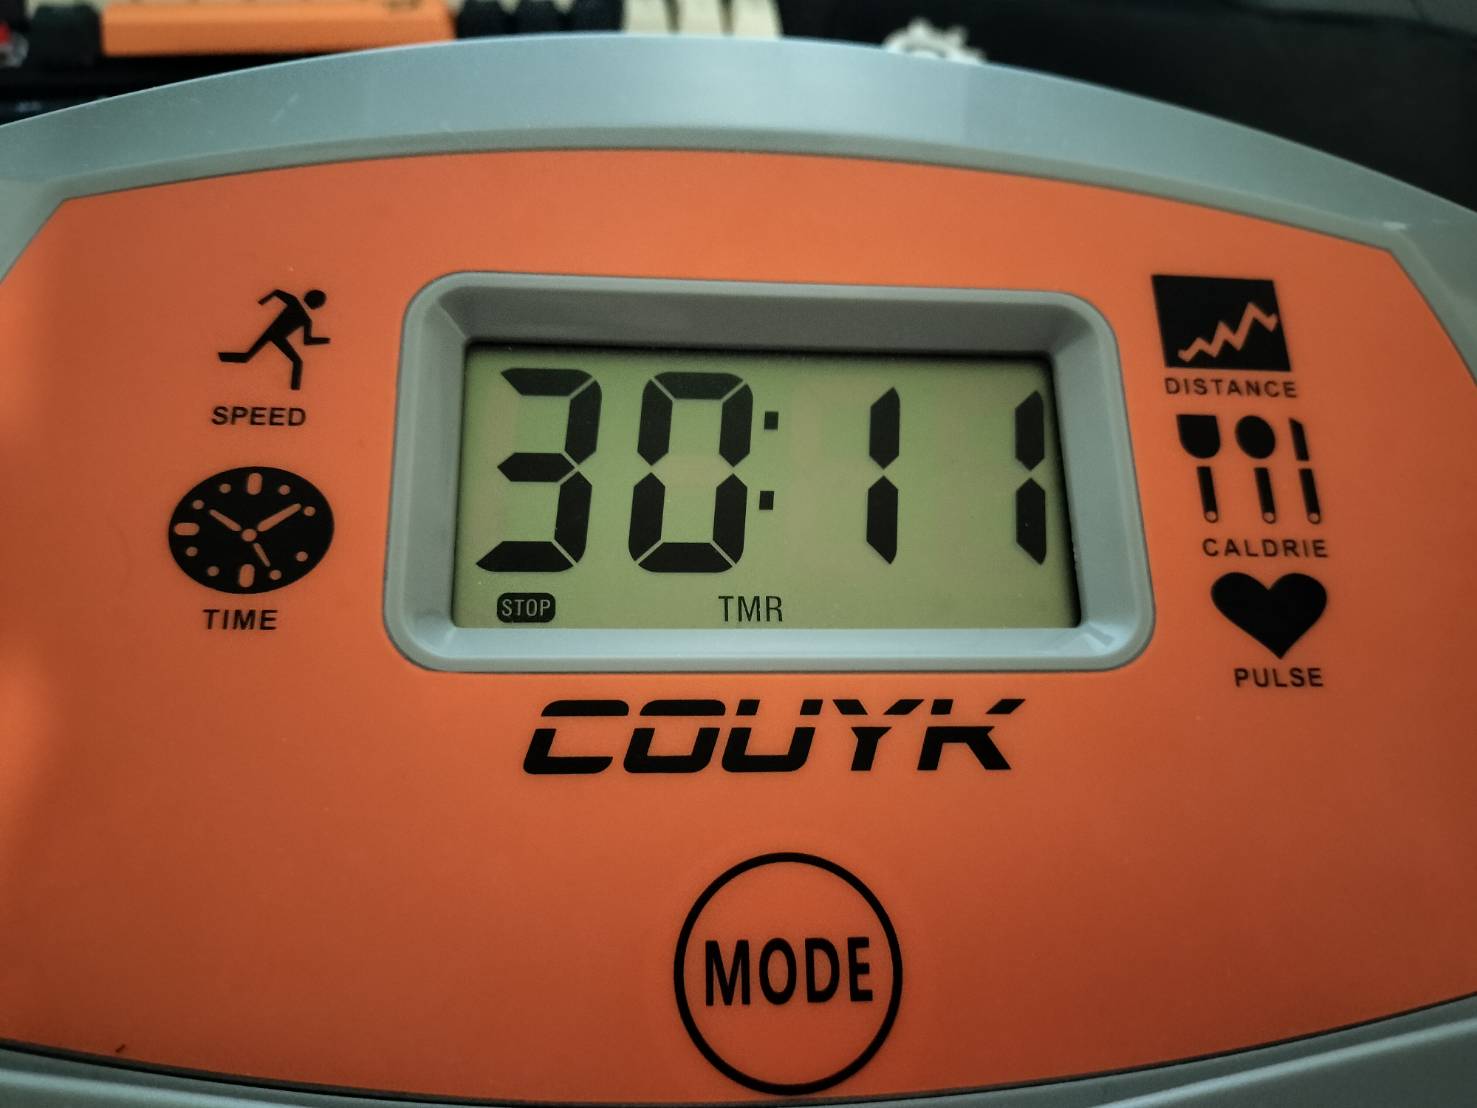 SPEED
TIME
30:11
STOP TMR
DISTANCE
CALDRIE
PULSE
COUYK
MODE